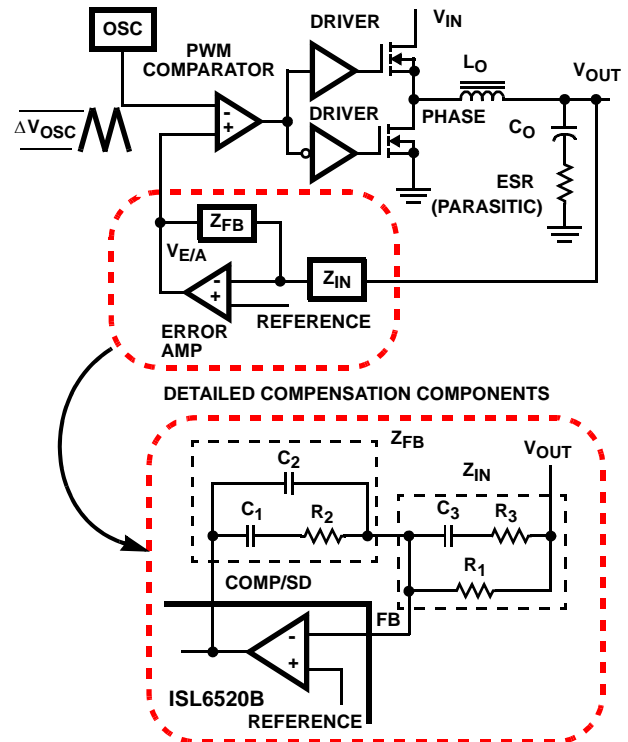 OSC
PWM
COMPARATOR
DRIVER
V_IN
L_O
V_OUT
ΔV_OSC
-
+
DRIVER
PHASE
C_O
ESR
(PARASITIC)
Z_FB
V_E/A
Z_IN
-
+
REFERENCE
ERROR
AMP
DETAILED COMPENSATION COMPONENTS
Z_FB
V_OUT
C_2
Z_IN
C_1
R_2
C_3
R_3
R_1
COMP/SD
FB
-
+
ISL6520B
REFERENCE